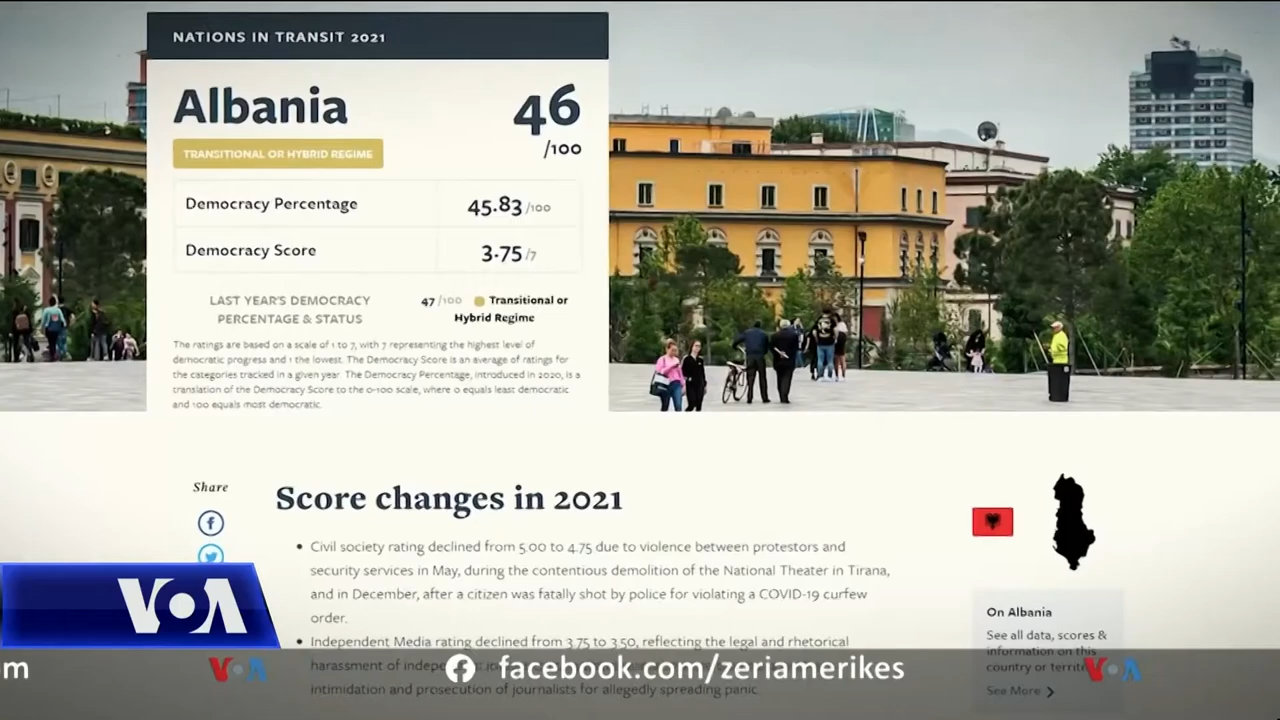 NATIONS IN TRANSIT 2021
Albania
46
/100
TRANSITIONAL OR HYBRID REGIME
Democracy Percentage
45.83 /100
Democracy Score
3.75 /7
LAST YEAR'S DEMOCRACY
PERCENTAGE & STATUS
47 /100 Transitional or
Hybrid Regime
The ratings are based on a scale of 1 to 7, with 7 representing the highest level of
democratic progress and 1 the lowest. The Democracy Score is an average of ratings for
the categories tracked in a given year. The Democracy Percentage, introduced in 2020, is a
translation of the Democracy Score to the 0-100 scale, where 0 equals least democratic
and 100 equals most democratic.
Share
Score changes in 2021
Civil society rating declined from 5.00 to 4.75 due to violence between protestors and
security services in May, during the contentious demolition of the National Theater in Tirana,
and in December, after a citizen was fatally shot by police for violating a COVID-19 curfew
order.
Independent Media rating declined from 3.75 to 3.50, reflecting the legal and rhetorical
harassment of
intimidation and prosecution of journalists for allegedly spreading panic.
On Albania
See all data, scores &
information on this
country or
See More
VOA
om
VOA
facebook.com/zeriamerikes
VOA